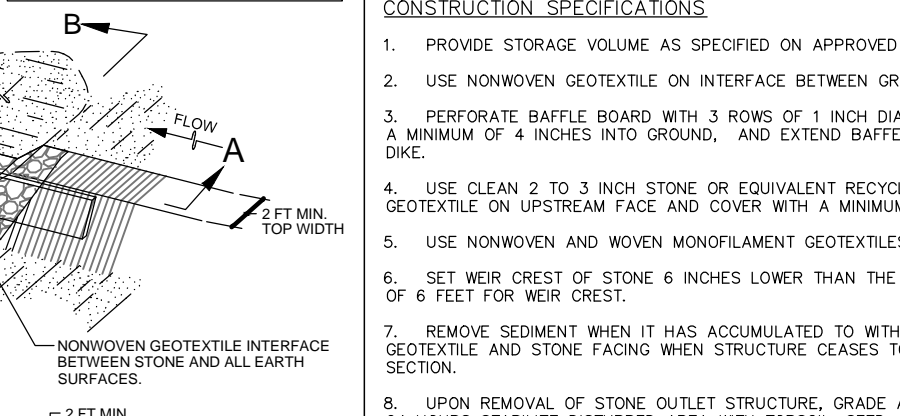 B
FLOW
A
2 FT MIN.
TOP WIDTH
NONWOVEN GEOTEXTILE INTERFACE
BETWEEN STONE AND ALL EARTH
SURFACES.
2 FT MIN.
CONSTRUCTION SPECIFICATIONS
1. PROVIDE STORAGE VOLUME AS SPECIFIED ON APPROVED
2. USE NONWOVEN GEOTEXTILE ON INTERFACE BETWEEN GR
3. PERFORATE BAFFLE BOARD WITH 3 ROWS OF 1 INCH DIA
A MINIMUM OF 4 INCHES INTO GROUND, AND EXTEND BAFFE
DIKE.
4. USE CLEAN 2 TO 3 INCH STONE OR EQUIVALENT RECYCL
GEOTEXTILE ON UPSTREAM FACE AND COVER WITH A MINIMUM
5. USE NONWOVEN AND WOVEN MONOFILAMENT GEOTEXTILES
6. SET WEIR CREST OF STONE 6 INCHES LOWER THAN THE
OF 6 FEET FOR WEIR CREST.
7. REMOVE SEDIMENT WHEN IT HAS ACCUMULATED TO WITH
GEOTEXTILE AND STONE FACING WHEN STRUCTURE CEASES TO
SECTION.
8. UPON REMOVAL OF STONE OUTLET STRUCTURE, GRADE A